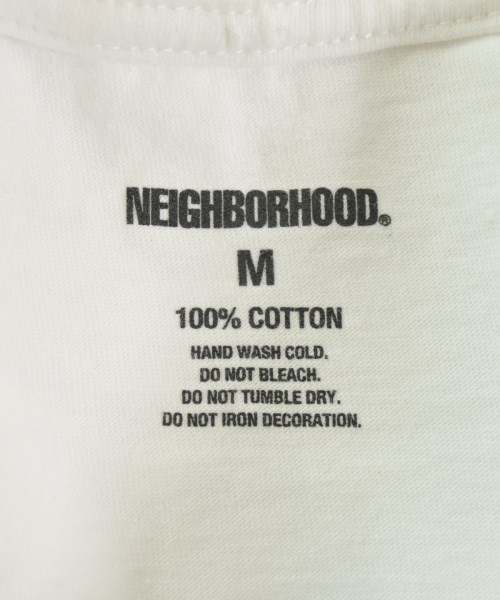 NEIGHBORHOOD®
M
100% COTTON
HAND WASH COLD.
DO NOT BLEACH.
DO NOT TUMBLE DRY.
DO NOT IRON DECORATION.